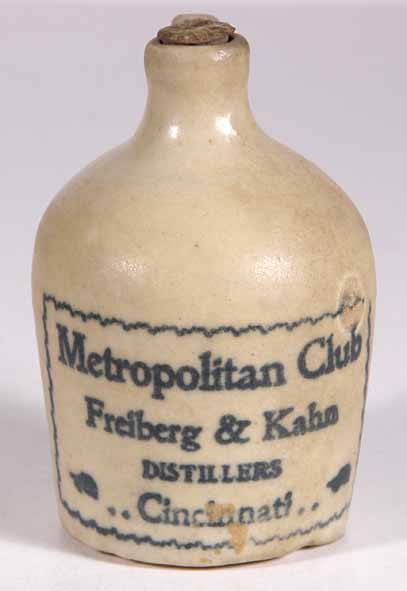 Metropolitan Club
Freiberg & Kahn
DISTILLERS
..Cincinnati..